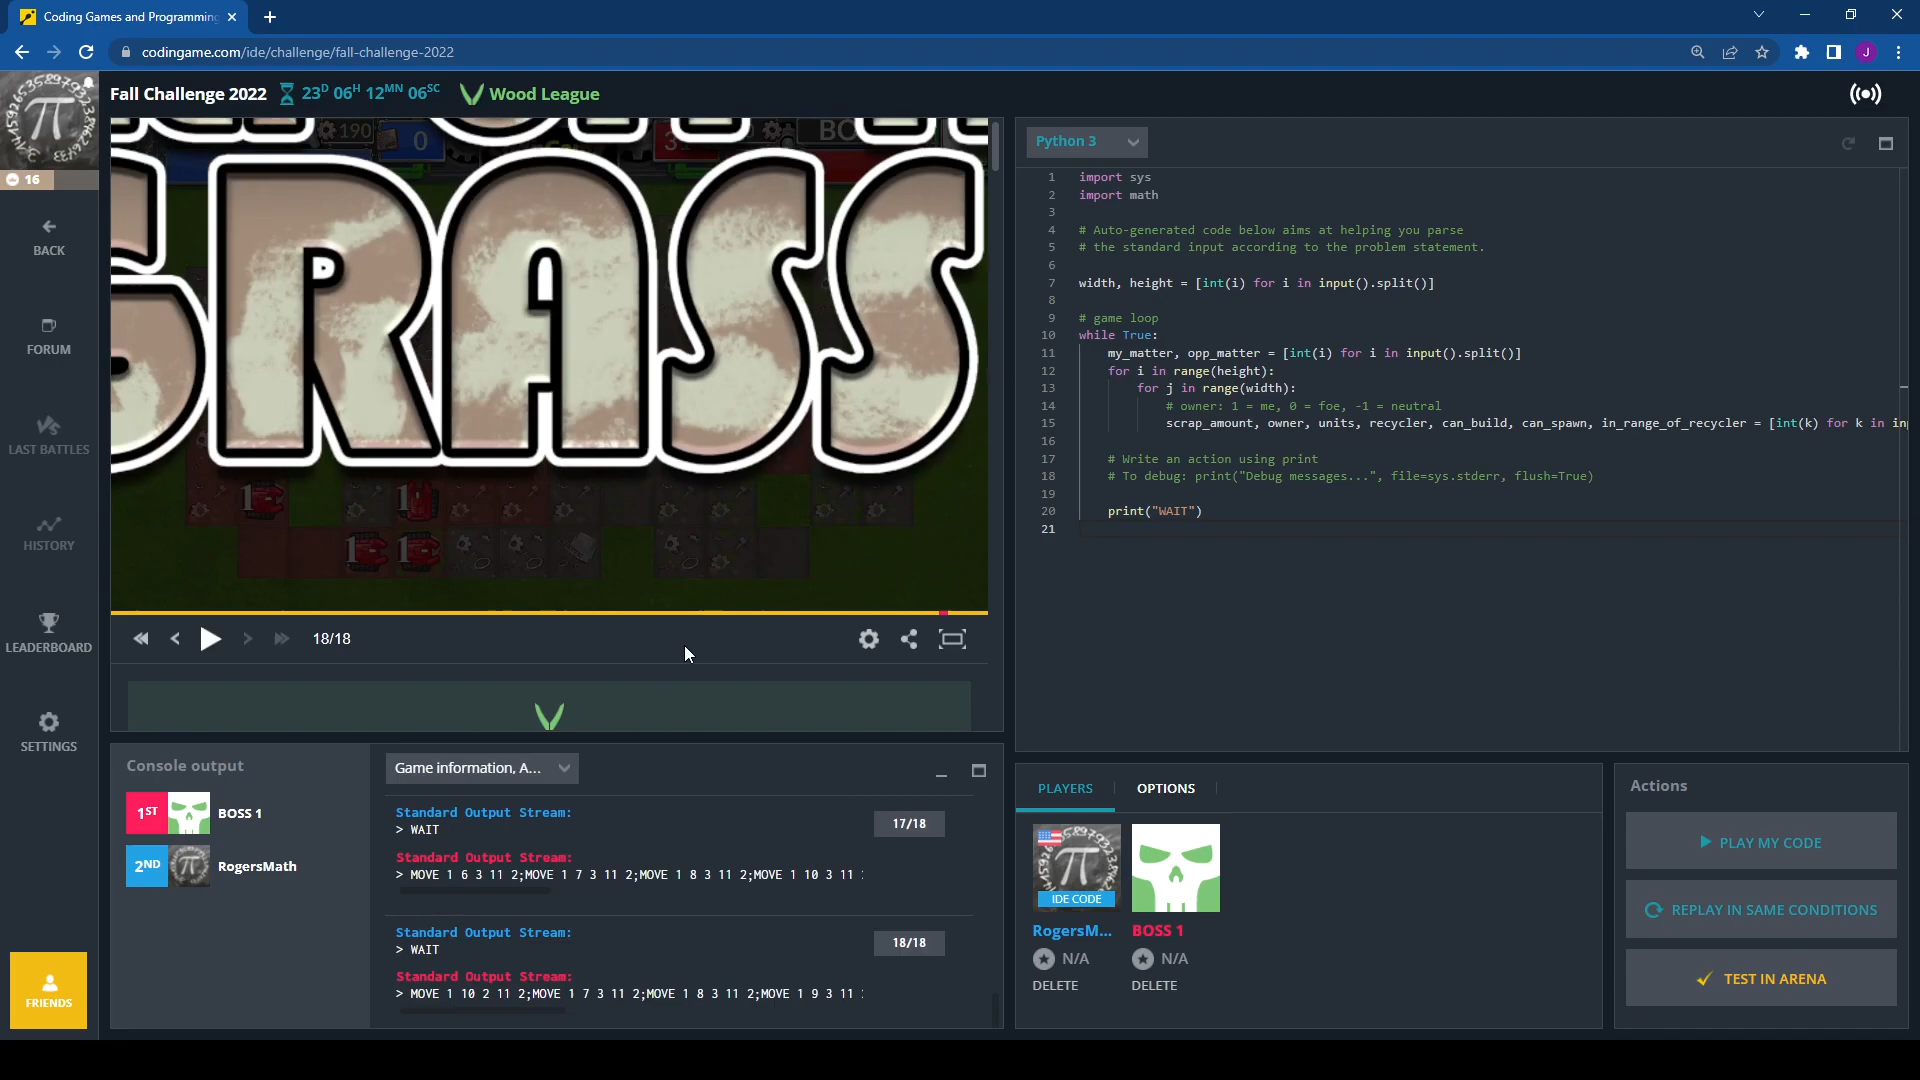 Coding Games and Programming
codingame.com/ide/challenge/fall-challenge-2022
J
Fall Challenge 2022
23D 06H 12MN 06SC
Wood League
16
BACK
FORUM
LAST BATTLES
HISTORY
LEADERBOARD
SETTINGS
FRIENDS
190
0
BO
GRASS
1
1
1
1
18/18
Python 3
1 import sys
2 import math
3
4 # Auto-generated code below aims at helping you parse
5 # the standard input according to the problem statement.
6
7 width, height = [int(i) for i in input().split()]
8
9 # game loop
10 while True:
11 my_matter, opp_matter = [int(i) for i in input().split()]
12 for i in range(height):
13 for j in range(width):
14 # owner: 1 = me, 0 = foe, -1 = neutral
15 scrap_amount, owner, units, recycler, can_build, can_spawn, in_range_of_recycler = [int(k) for k in in
16
17 # Write an action using print
18 # To debug: print("Debug messages...", file=sys.stderr, flush=True)
19
20 print("WAIT")
21
Console output
1ST BOSS 1
2ND RogersMath
Game information, A...
Standard Output Stream:
17/18
> WAIT
Standard Output Stream:
> MOVE 1 6 3 11 2;MOVE 1 7 3 11 2;MOVE 1 8 3 11 2;MOVE 1 10 3 11
Standard Output Stream:
18/18
> WAIT
Standard Output Stream:
> MOVE 1 10 2 11 2;MOVE 1 7 3 11 2;MOVE 1 8 3 11 2;MOVE 1 9 3 11
PLAYERS
OPTIONS
IDE CODE
RogersM...
BOSS 1
N/A
N/A
DELETE
DELETE
Actions
PLAY MY CODE
REPLAY IN SAME CONDITIONS
TEST IN ARENA